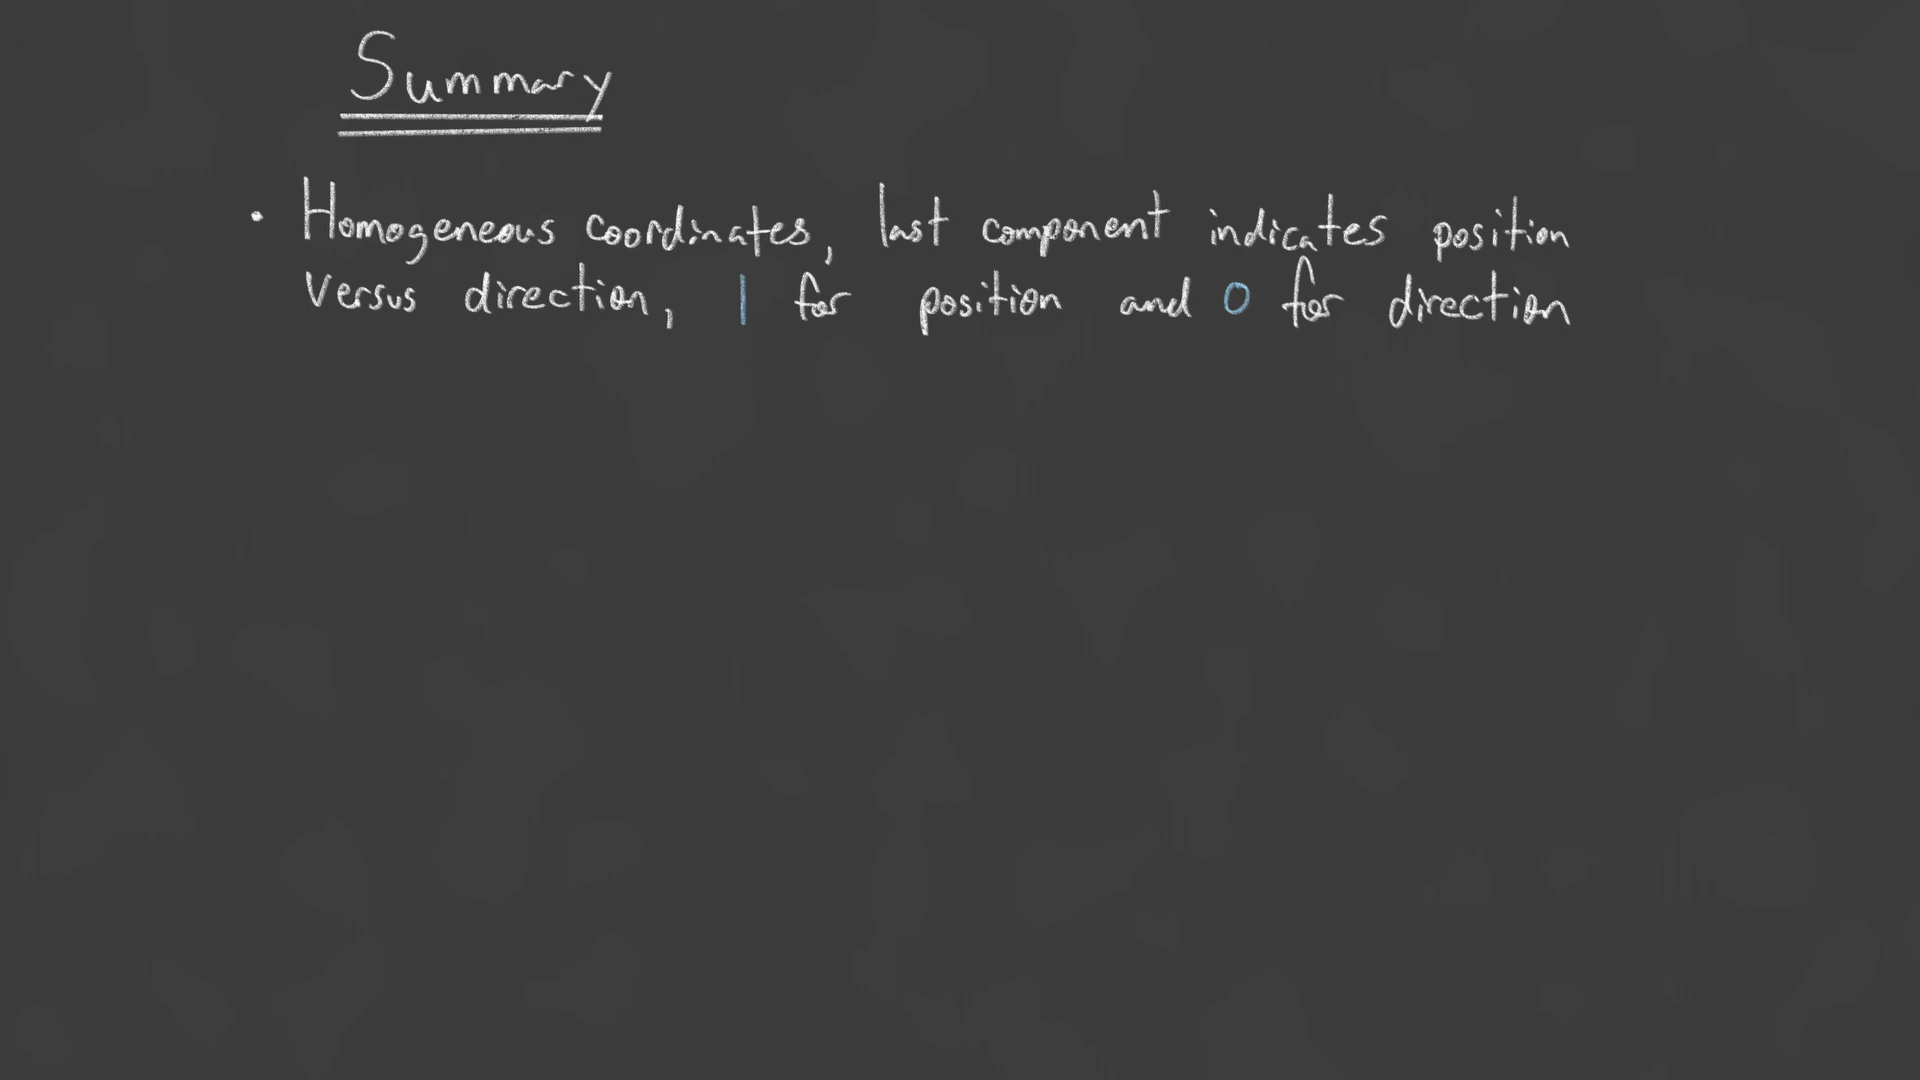 Summary
• Homogeneous coordinates, last component indicates position
versus direction, 1 for position and 0 for direction